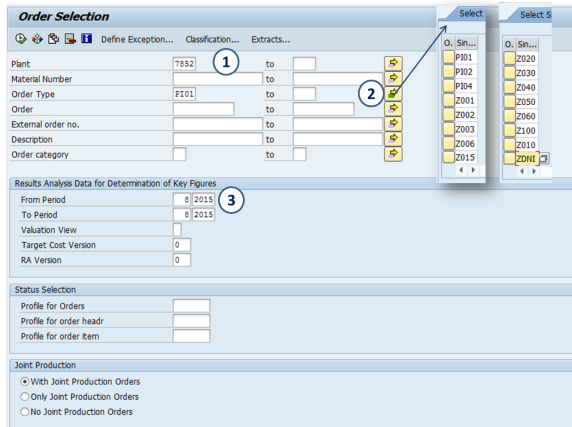 Order Selection
Define Exception... Classification... Extracts...
Plant 7852 to
1
Material Number to
Order Type PI01 to
2
Order to
External order no. to
Description to
Order category to
Select
O. Sin...
PI01
PI02
PI04
Z001
Z002
Z003
Z006
Z015
Select S
O. Sin...
Z020
Z030
Z040
Z050
Z060
Z100
Z010
ZDNI
Results Analysis Data for Determination of Key Figures
From Period 8 2015
3
To Period 8 2015
Valuation View
Target Cost Version 0
RA Version 0
Status Selection
Profile for Orders
Profile for order headr
Profile for order item
Joint Production
With Joint Production Orders
Only Joint Production Orders
No Joint Production Orders